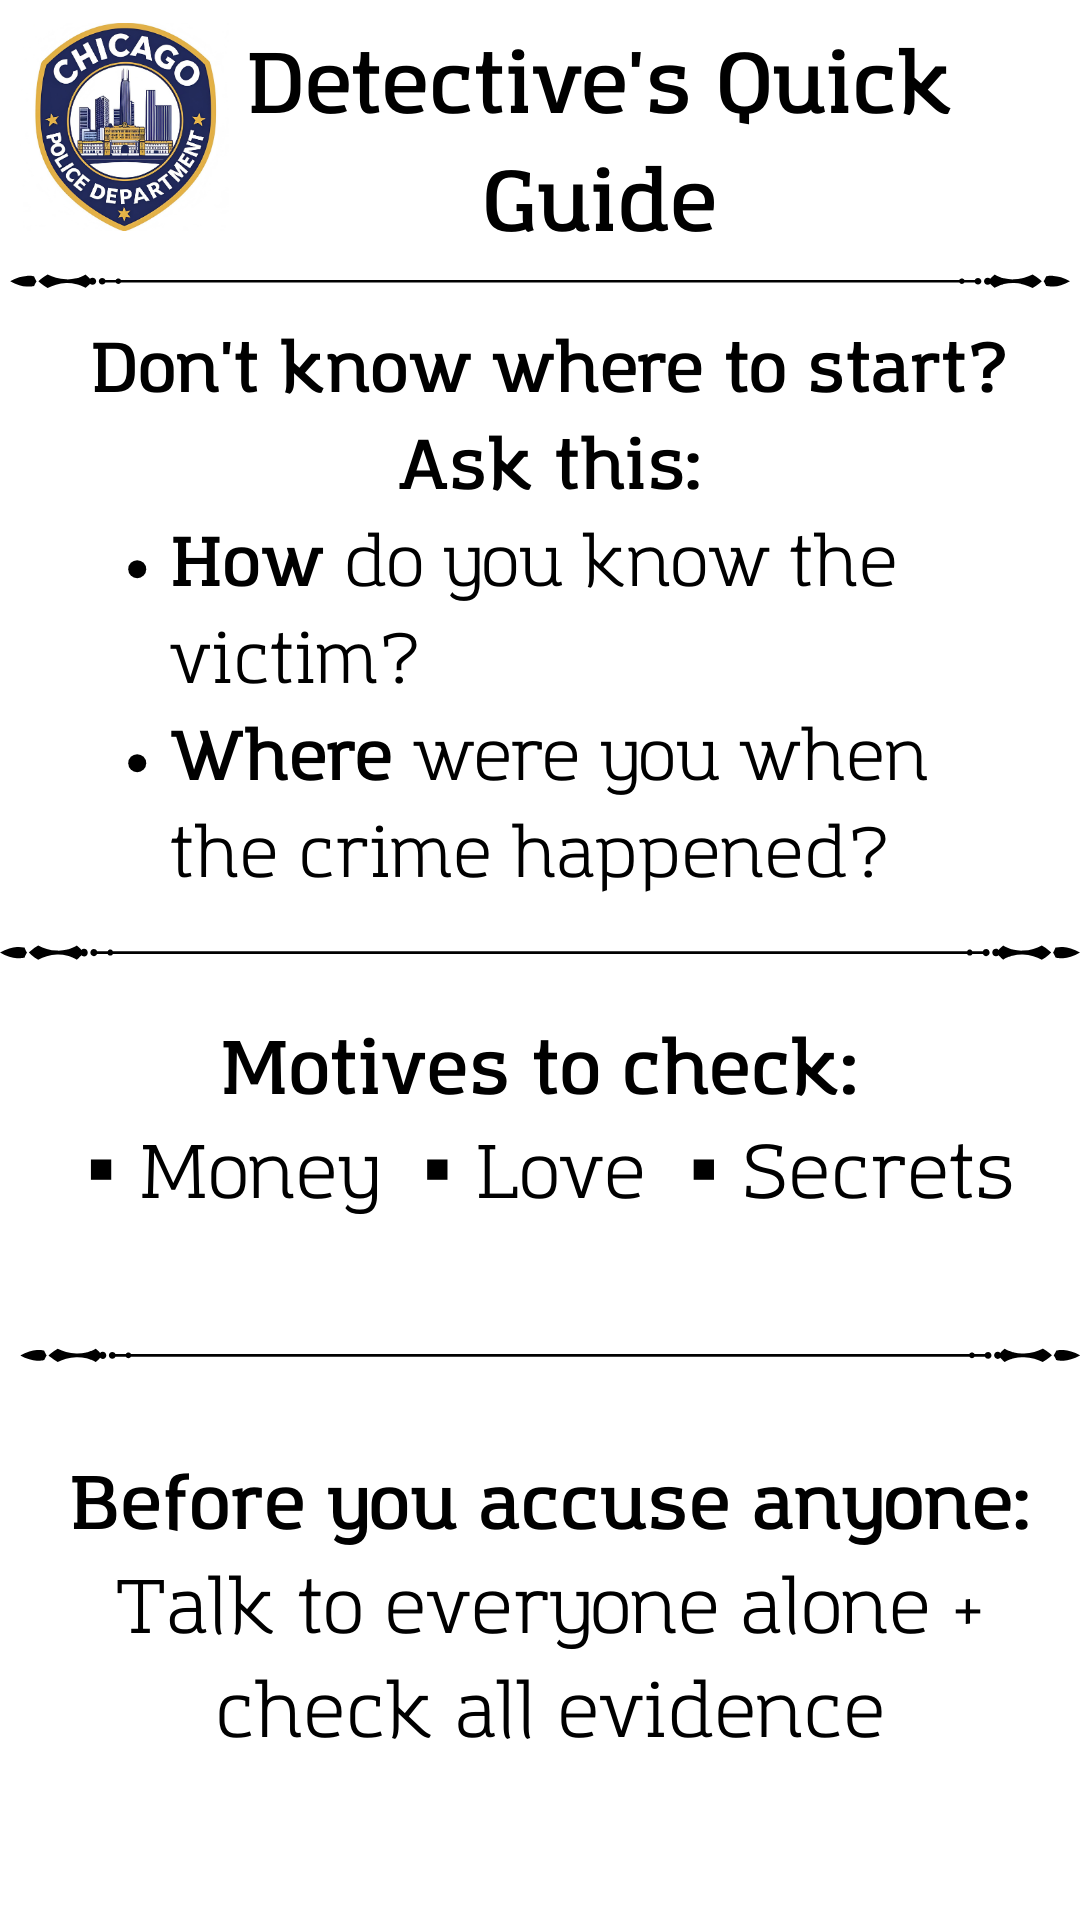 CHICAGO
POLICE DEPARTMENT
Detective's Quick
Guide
Don't know where to start?
Ask this:
• How do you know the
victim?
• Where were you when
the crime happened?
Motives to check:
▪ Money ▪ Love ▪ Secrets
Before you accuse anyone:
Talk to everyone alone +
check all evidence